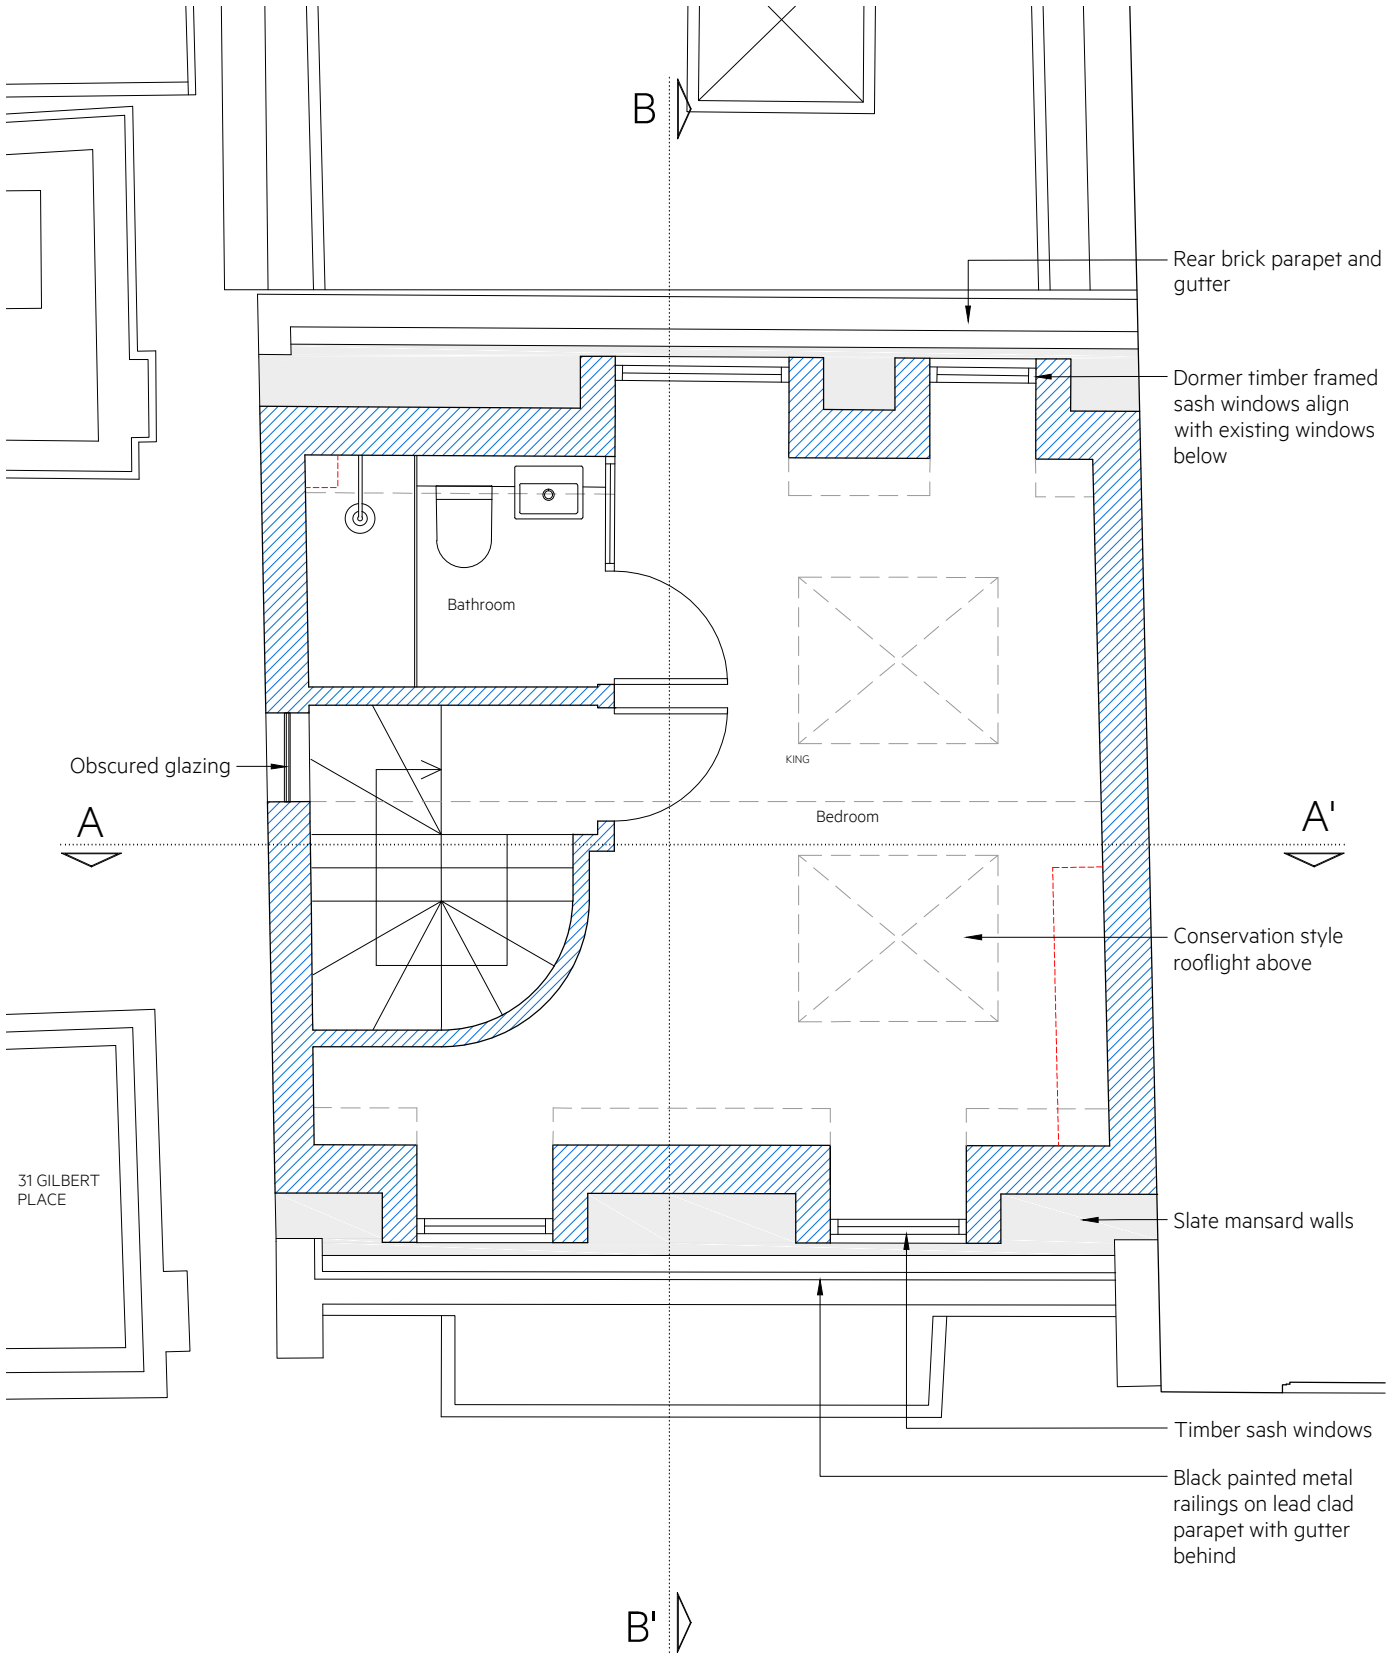 B
Rear brick parapet and
gutter
Dormer timber framed
sash windows align
with existing windows
below
Bathroom
Obscured glazing
KING
Bedroom
A
A'
Conservation style
rooflight above
31 GILBERT
PLACE
Slate mansard walls
Timber sash windows
Black painted metal
railings on lead clad
parapet with gutter
behind
B'